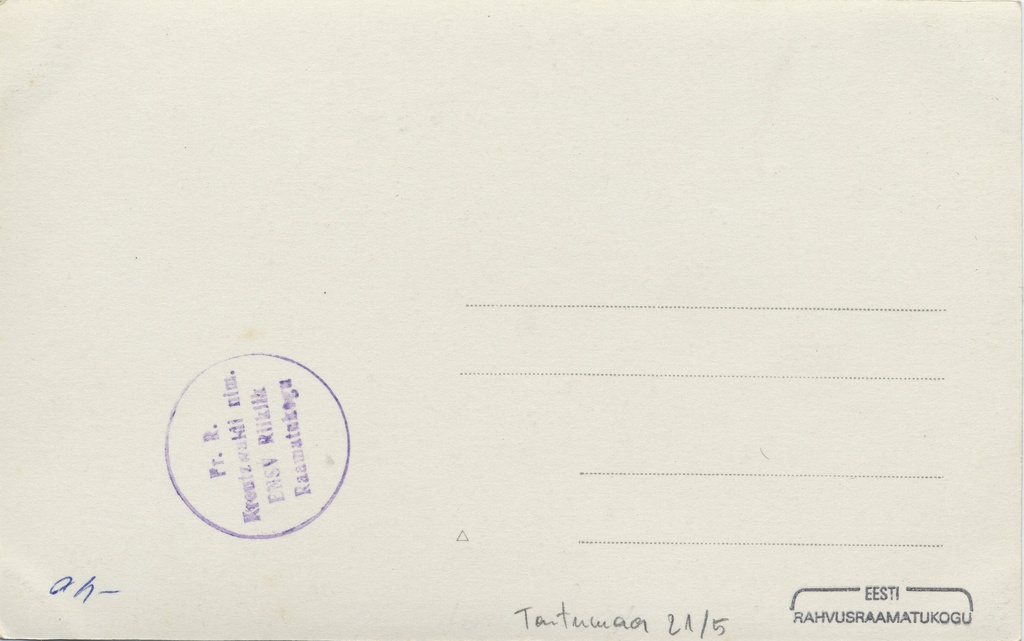 Fr. R.
Kreutzwaldi nim.
ENSV Riiklik
Raamatukogu
Tartumaa 21/5
EESTI
RAHVUSRAAMATUKOGU